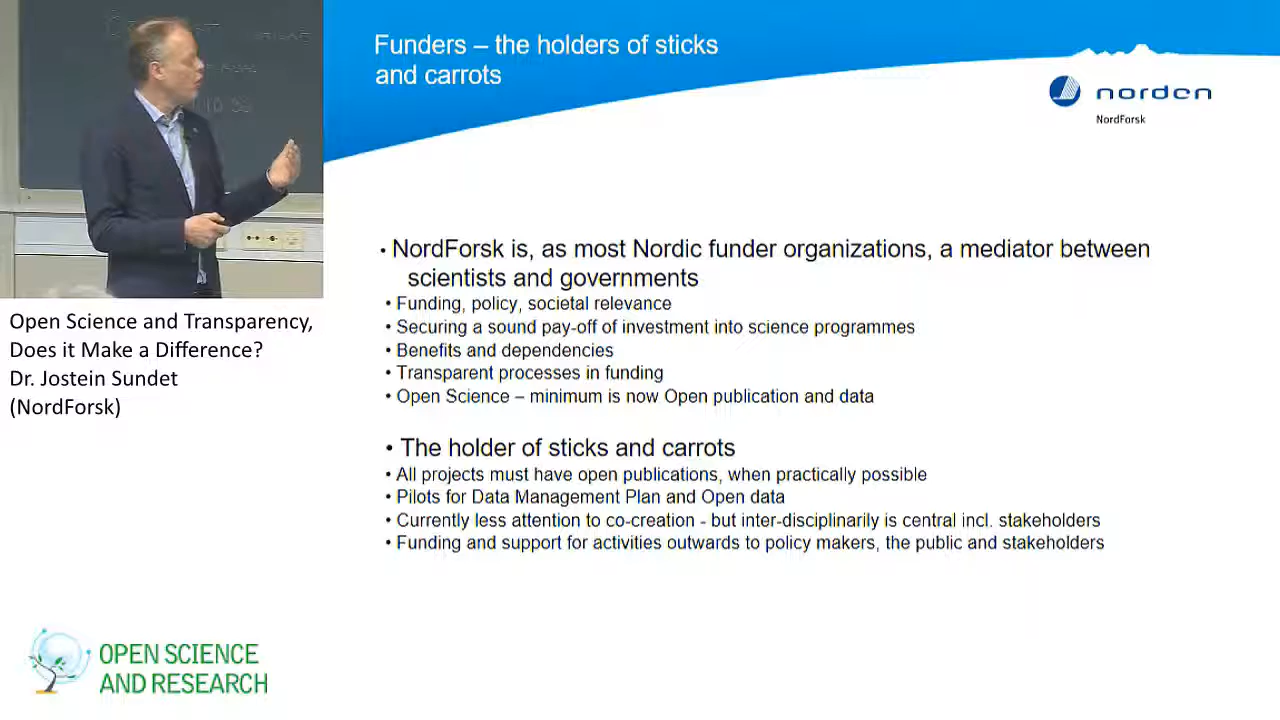 Funders – the holders of sticks
and carrots
norden
NordForsk
• NordForsk is, as most Nordic funder organizations, a mediator between
scientists and governments
• Funding, policy, societal relevance
• Securing a sound pay-off of investment into science programmes
• Benefits and dependencies
• Transparent processes in funding
• Open Science – minimum is now Open publication and data
• The holder of sticks and carrots
• All projects must have open publications, when practically possible
• Pilots for Data Management Plan and Open data
• Currently less attention to co-creation - but inter-disciplinarily is central incl. stakeholders
• Funding and support for activities outwards to policy makers, the public and stakeholders
Open Science and Transparency,
Does it Make a Difference?
Dr. Jostein Sundet
(NordForsk)
OPEN SCIENCE
AND RESEARCH